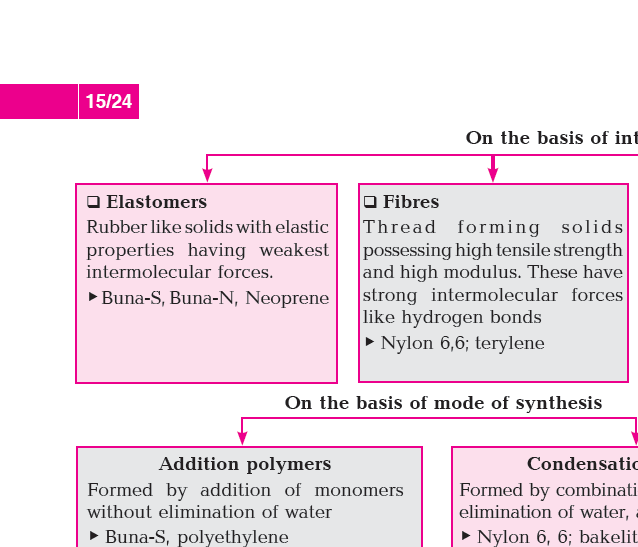 15/24
On the basis of int
❑ Elastomers
Rubber like solids with elastic
properties having weakest
intermolecular forces.
▶ Buna-S, Buna-N, Neoprene
❑ Fibres
Thread forming solids
possessing high tensile strength
and high modulus. These have
strong intermolecular forces
like hydrogen bonds
▶ Nylon 6,6; terylene
On the basis of mode of synthesis
Addition polymers
Formed by addition of monomers
without elimination of water
▶ Buna-S, polyethylene
Condensatio
Formed by combinati
elimination of water, a
▶ Nylon 6, 6; bakelit